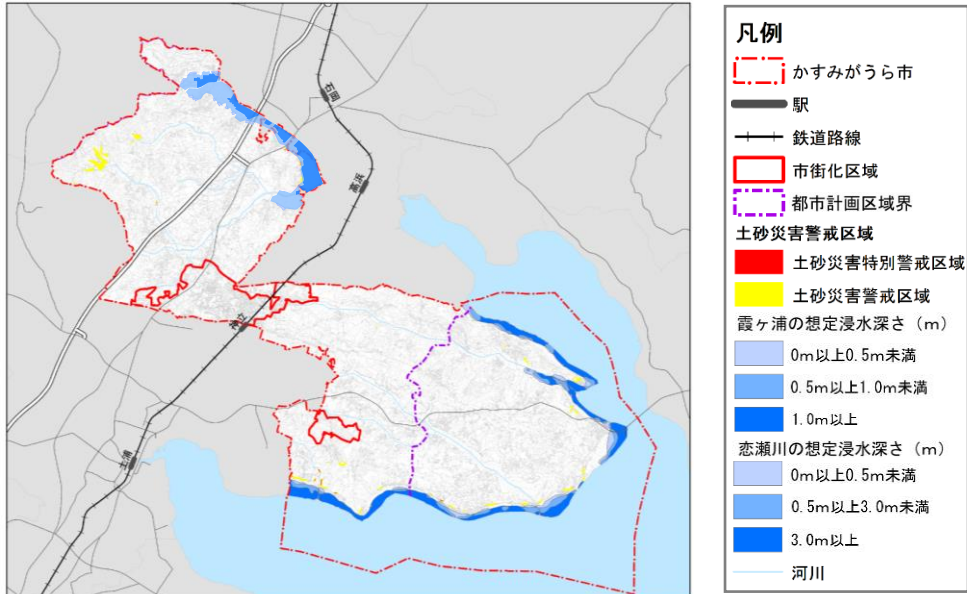 石岡
高浜
神立
土浦
凡例
かすみがうら市
駅
鉄道路線
市街化区域
都市計画区域界
土砂災害警戒区域
土砂災害特別警戒区域
土砂災害警戒区域
霞ヶ浦の想定浸水深さ（m）
0m以上0.5m未満
0.5m以上1.0m未満
1.0m以上
恋瀬川の想定浸水深さ（m）
0m以上0.5m未満
0.5m以上3.0m未満
3.0m以上
河川